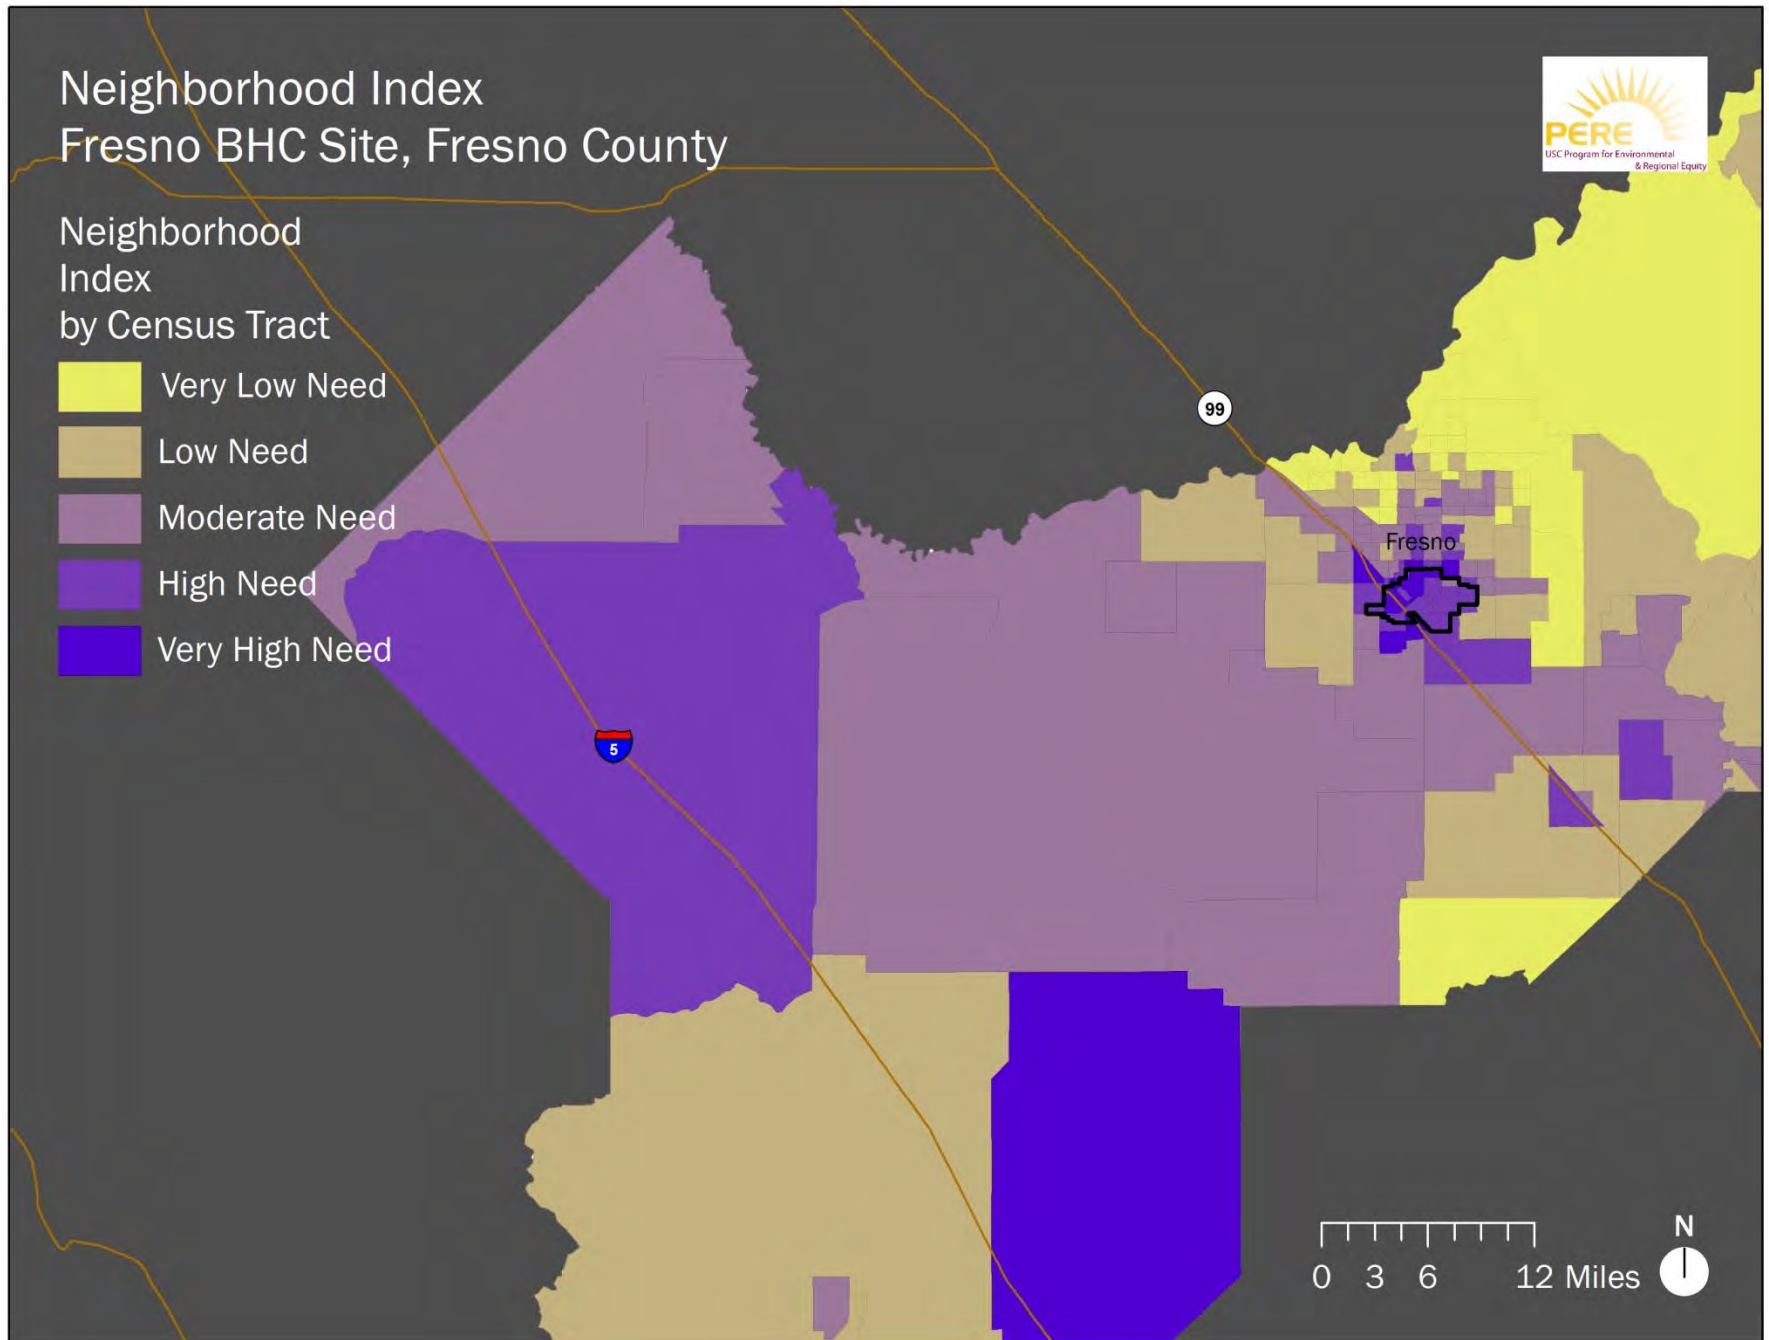 Neighborhood Index
Fresno BHC Site, Fresno County
PERE
USC Program for Environmental
& Regional Equity
Neighborhood
Index
by Census Tract
Very Low Need
Low Need
Moderate Need
High Need
Very High Need
99
Fresno
5
N
0 3 6 12 Miles